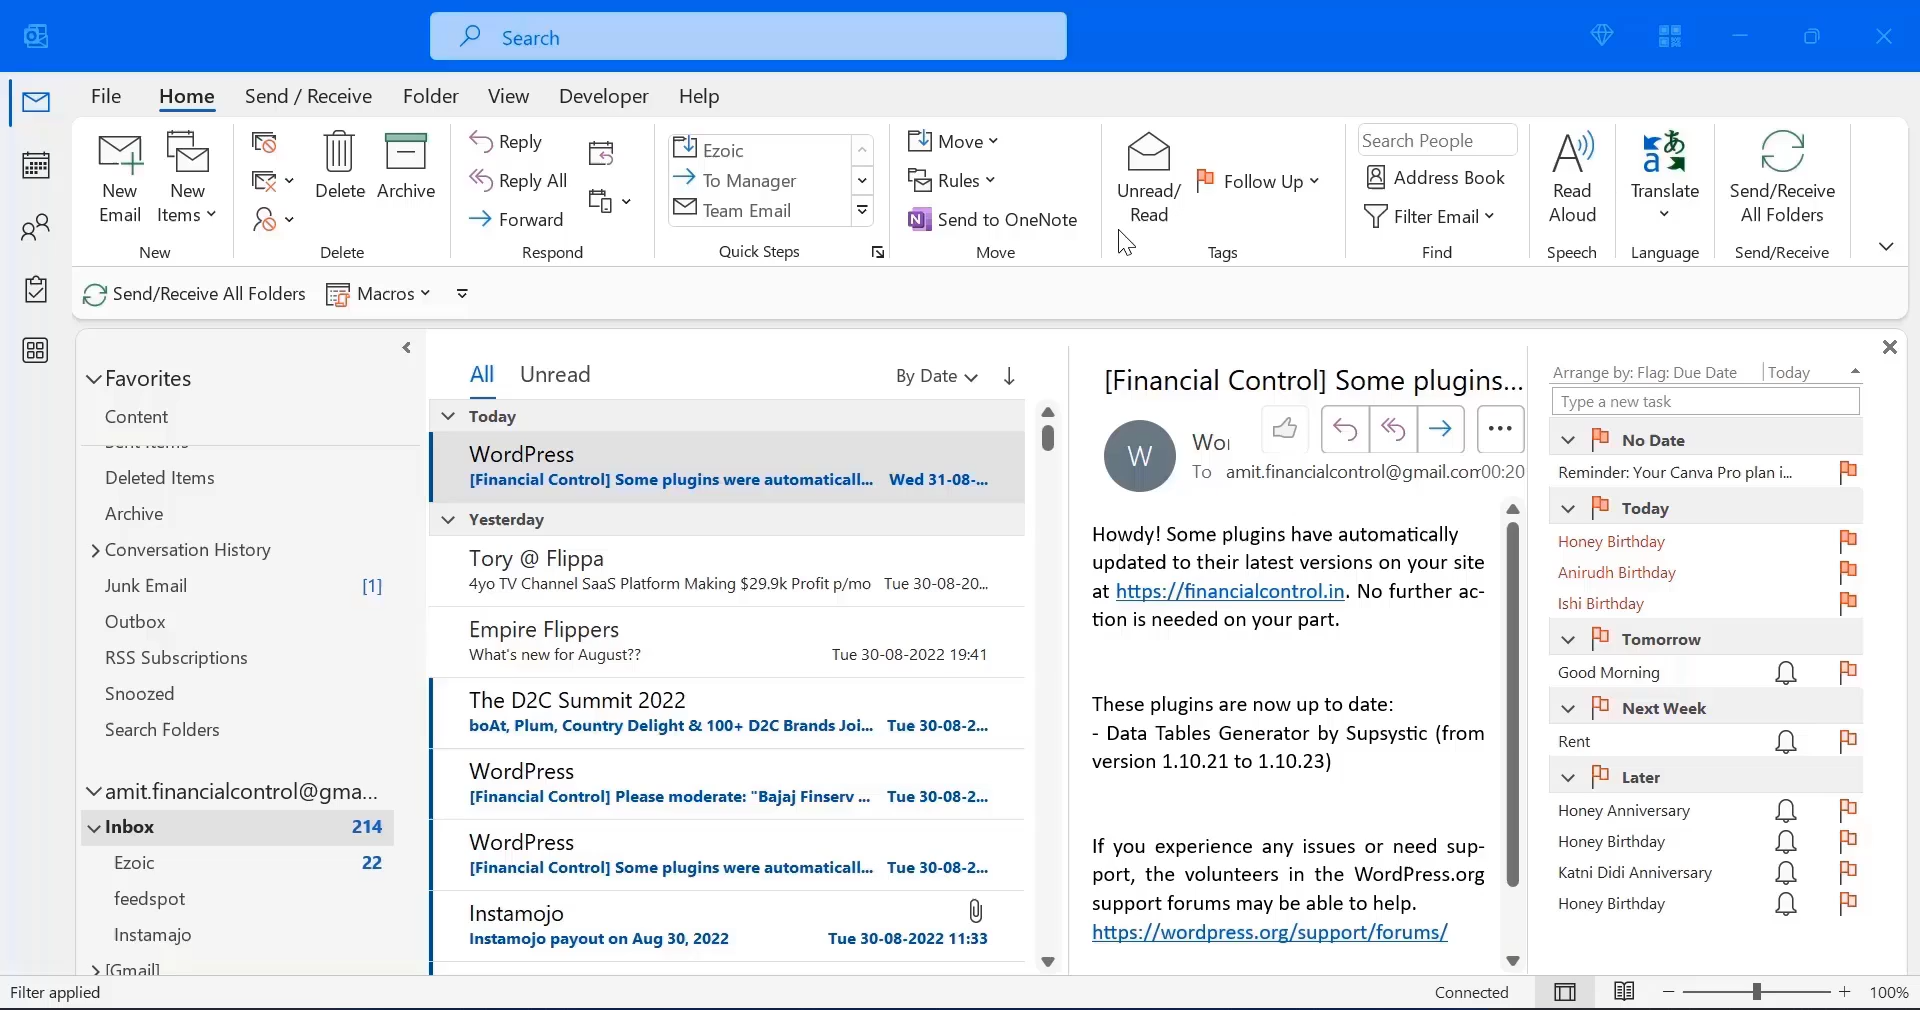 Search
File Home Send / Receive Folder View Developer Help
New Email
New Items
New
Delete
Archive
Delete
Reply
Reply All
Forward
Respond
Ezoic
To Manager
Team Email
Quick Steps
Move
Rules
Send to OneNote
Move
Unread/ Read
Follow Up
Tags
Search People
Address Book
Filter Email
Find
Read Aloud
Speech
Translate
Language
Send/Receive All Folders
Send/Receive
Send/Receive All Folders Macros
Favorites
Content
Sent Items
Deleted Items
Archive
Conversation History
Junk Email [1]
Outbox
RSS Subscriptions
Snoozed
Search Folders
amit.financialcontrol@gma...
Inbox 214
Ezoic 22
feedspot
Instamojo
[Gmail]
All Unread By Date
Today
WordPress
[Financial Control] Some plugins were automaticall... Wed 31-08-...
Yesterday
Tory @ Flippa
4yo TV Channel SaaS Platform Making $29.9k Profit p/mo Tue 30-08-20...
Empire Flippers
What's new for August?? Tue 30-08-2022 19:41
The D2C Summit 2022
boAt, Plum, Country Delight & 100+ D2C Brands Joi... Tue 30-08-2...
WordPress
[Financial Control] Please moderate: "Bajaj Finserv ... Tue 30-08-2...
WordPress
[Financial Control] Some plugins were automaticall... Tue 30-08-2...
Instamojo
Instamojo payout on Aug 30, 2022 Tue 30-08-2022 11:33
[Financial Control] Some plugins...
W
Wor
To amit.financialcontrol@gmail.com 00:20
Howdy! Some plugins have automatically
updated to their latest versions on your site
at https://financialcontrol.in. No further ac-
tion is needed on your part.
These plugins are now up to date:
- Data Tables Generator by Supsystic (from
version 1.10.21 to 1.10.23)
If you experience any issues or need sup-
port, the volunteers in the WordPress.org
support forums may be able to help.
https://wordpress.org/support/forums/
Arrange by: Flag: Due Date Today
Type a new task
No Date
Reminder: Your Canva Pro plan i...
Today
Honey Birthday
Anirudh Birthday
Ishi Birthday
Tomorrow
Good Morning
Next Week
Rent
Later
Honey Anniversary
Honey Birthday
Katni Didi Anniversary
Honey Birthday
Filter applied Connected 100%